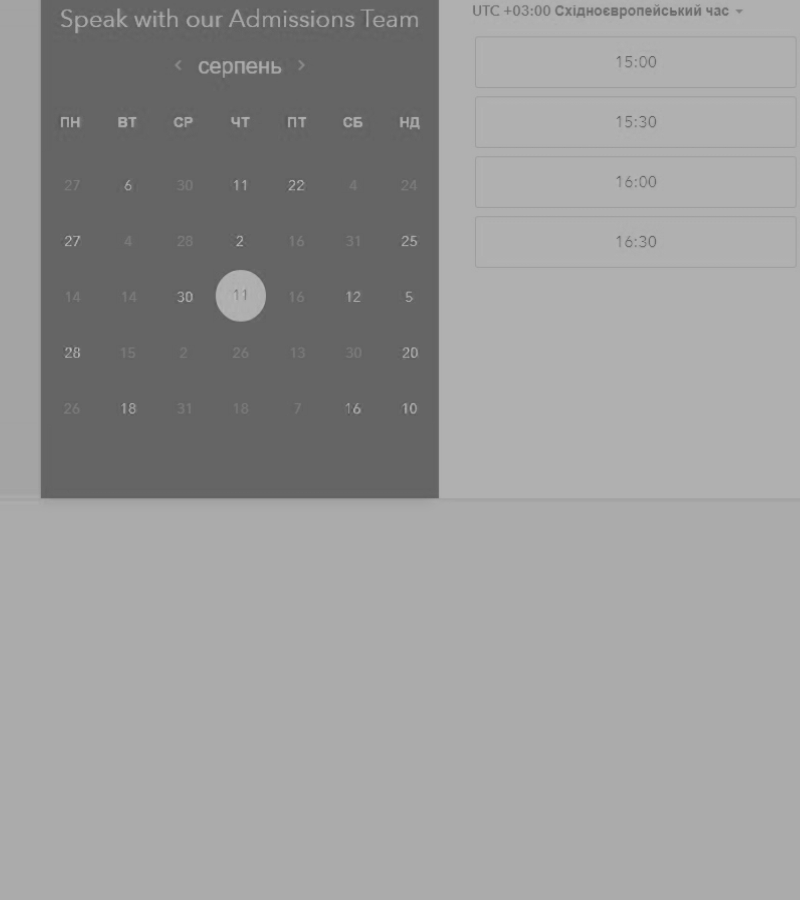 Speak with our Admissions Team
серпень
ПН ВТ СР ЧТ ПТ СБ НД
27 6 30 11 22 4 24
27 4 28 2 16 31 25
14 14 30 11 16 12 5
28 15 2 26 13 30 20
26 18 31 18 7 16 10
UTC +03:00 Східноєвропейський час
15:00
15:30
16:00
16:30